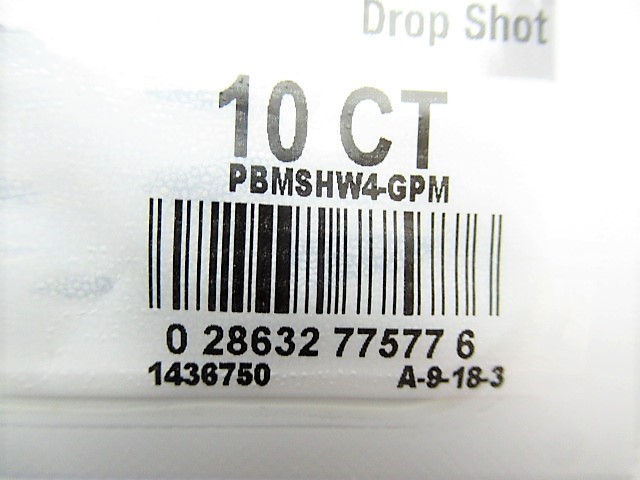 Drop Shot
10 CT
PBMSHW4-GPM
0 28632 77577 6
1436750 A-9-18-3